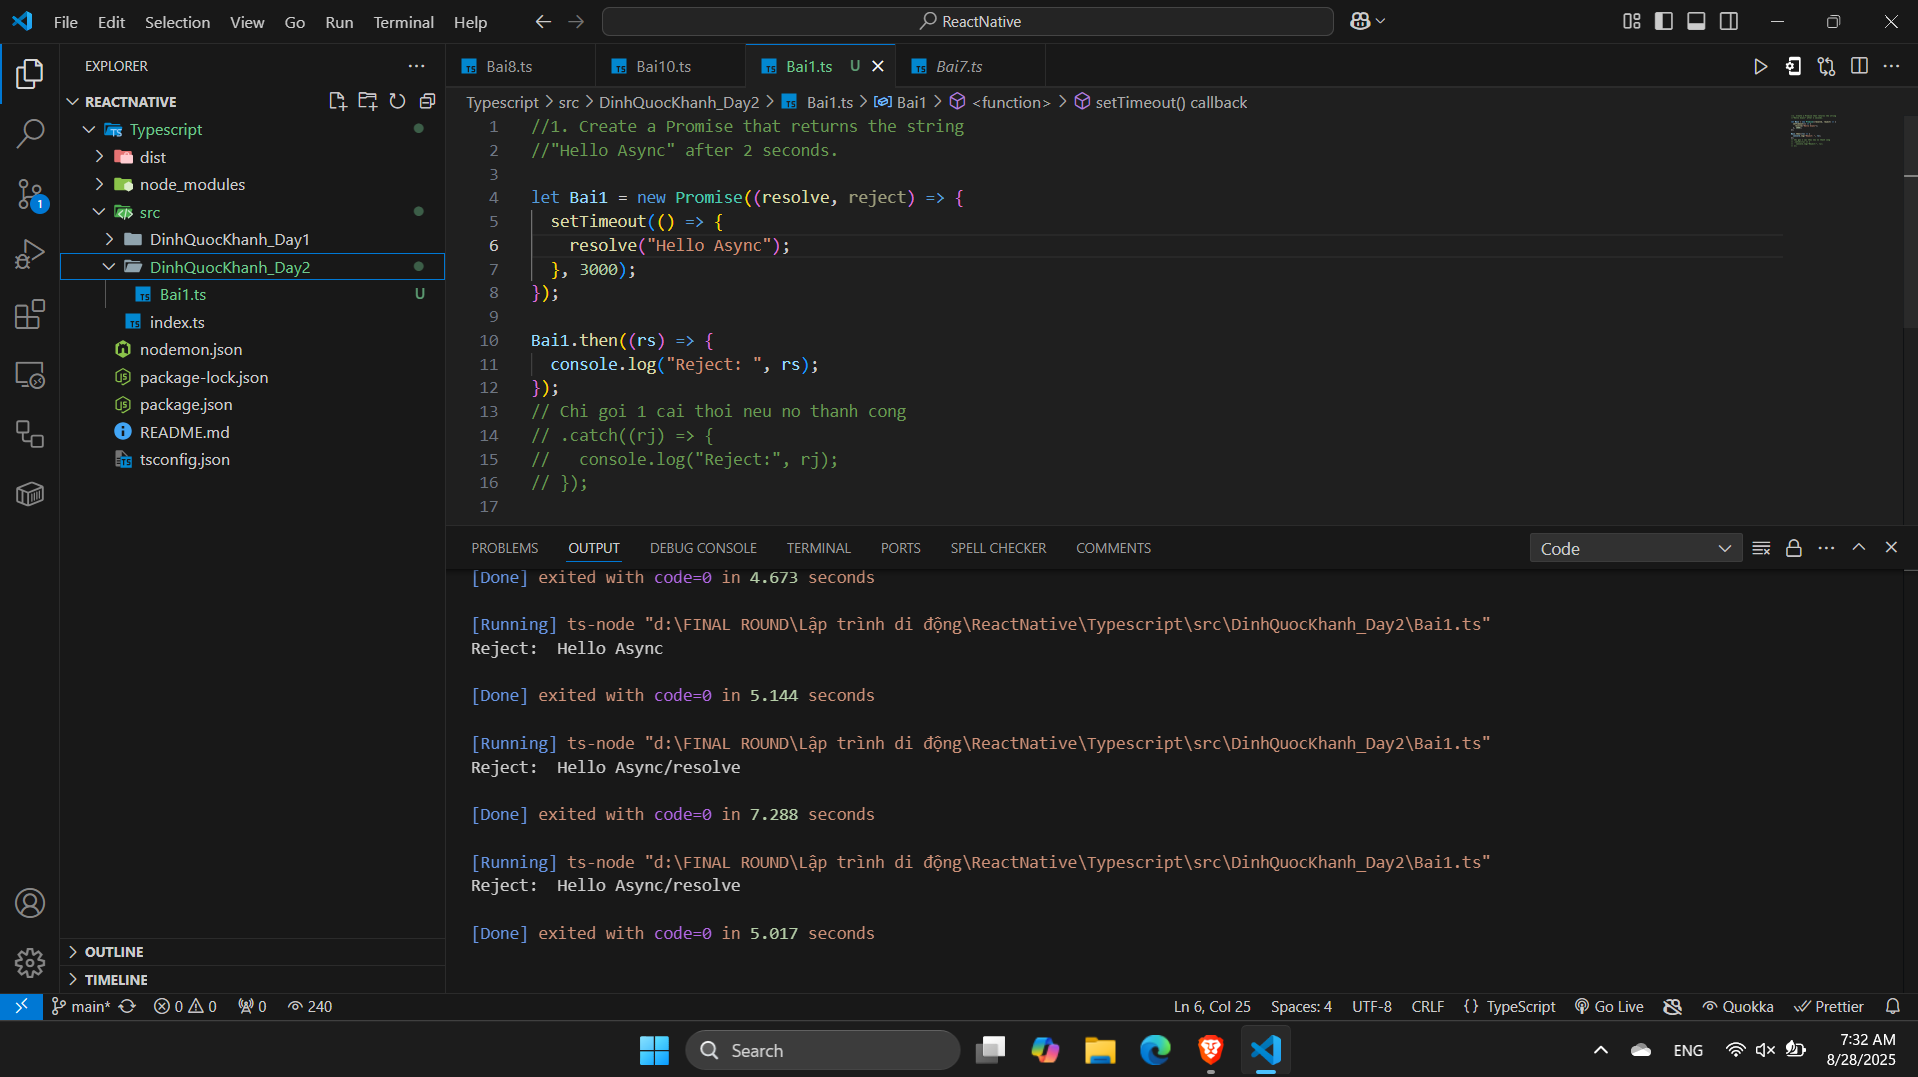 File Edit Selection View Go Run Terminal Help
ReactNative
EXPLORER
REACTNATIVE
Typescript
dist
node_modules
src
DinhQuocKhanh_Day1
DinhQuocKhanh_Day2
Bai1.ts U
index.ts
nodemon.json
package-lock.json
package.json
README.md
tsconfig.json
OUTLINE
TIMELINE
1
Bai8.ts
Bai10.ts
Bai1.ts U
Bai7.ts
Typescript > src > DinhQuocKhanh_Day2 > Bai1.ts > Bai1 > <function> > setTimeout() callback
1 //1. Create a Promise that returns the string
2 //"Hello Async" after 2 seconds.
3
4 let Bai1 = new Promise((resolve, reject) => {
5 setTimeout(() => {
6 resolve("Hello Async");
7 }, 3000);
8 });
9
10 Bai1.then((rs) => {
11 console.log("Reject: ", rs);
12 });
13 // Chi goi 1 cai thoi neu no thanh cong
14 // .catch((rj) => {
15 //   console.log("Reject:", rj);
16 // });
17
PROBLEMS OUTPUT DEBUG CONSOLE TERMINAL PORTS SPELL CHECKER COMMENTS
Code
[Done] exited with code=0 in 4.673 seconds
[Running] ts-node "d:\FINAL ROUND\Lập trình di động\ReactNative\Typescript\src\DinhQuocKhanh_Day2\Bai1.ts"
Reject:  Hello Async
[Done] exited with code=0 in 5.144 seconds
[Running] ts-node "d:\FINAL ROUND\Lập trình di động\ReactNative\Typescript\src\DinhQuocKhanh_Day2\Bai1.ts"
Reject:  Hello Async/resolve
[Done] exited with code=0 in 7.288 seconds
[Running] ts-node "d:\FINAL ROUND\Lập trình di động\ReactNative\Typescript\src\DinhQuocKhanh_Day2\Bai1.ts"
Reject:  Hello Async/resolve
[Done] exited with code=0 in 5.017 seconds
main* 0 0 0 240
Ln 6, Col 25 Spaces: 4 UTF-8 CRLF {} TypeScript Go Live Quokka Prettier
Search
ENG
7:32 AM
8/28/2025